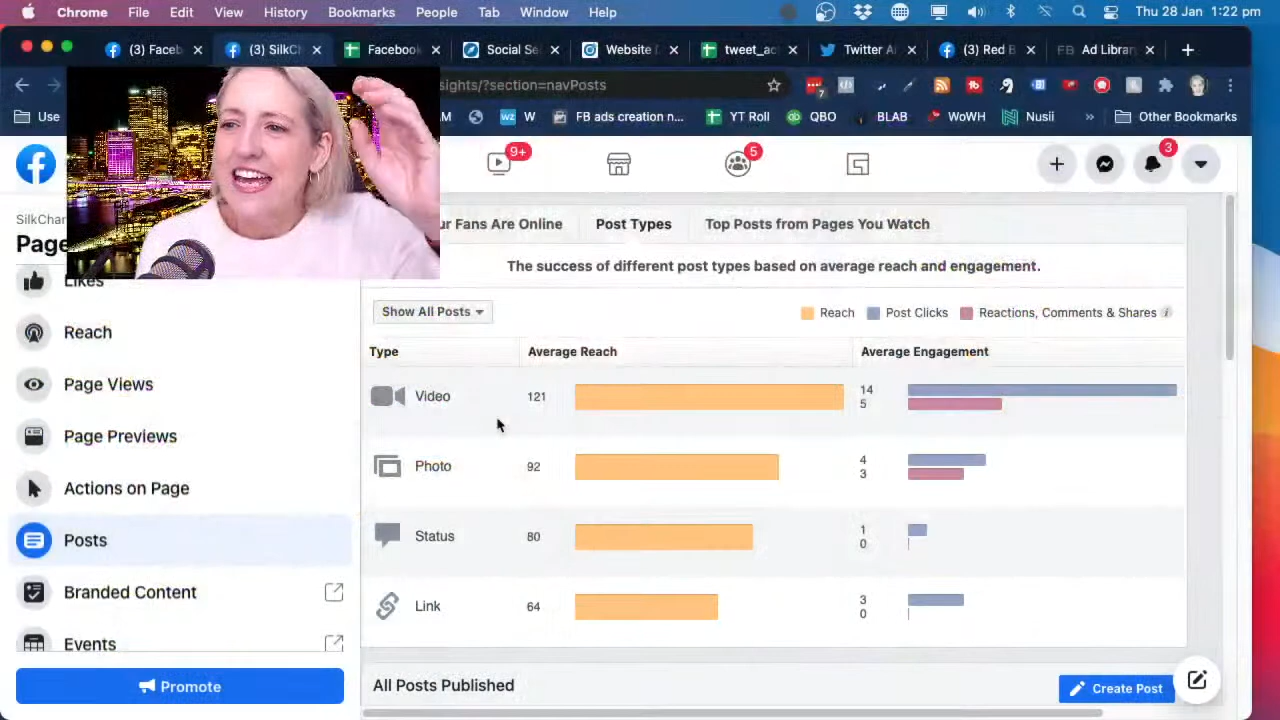 Chrome File Edit View History Bookmarks People Tab Window Help Thu 28 Jan 1:22 pm
(3) Faceb (3) SilkCh Facebook Social Se Website tweet_ac Twitter A (3) Red B FB Ad Librar
sights/?section=navPosts
7
Use W FB ads creation n... YT Roll QBO BLAB WoWH Nusii » Other Bookmarks
9+ 5 3
SilkChar
Page
ur Fans Are Online Post Types Top Posts from Pages You Watch
The success of different post types based on average reach and engagement.
Likes
Reach
Page Views
Page Previews
Actions on Page
Posts
Branded Content
Events
Promote
Show All Posts Reach Post Clicks Reactions, Comments & Shares i
Type Average Reach Average Engagement
Video 121 14
5
Photo 92 4
3
Status 80 1
0
Link 64 3
0
All Posts Published Create Post